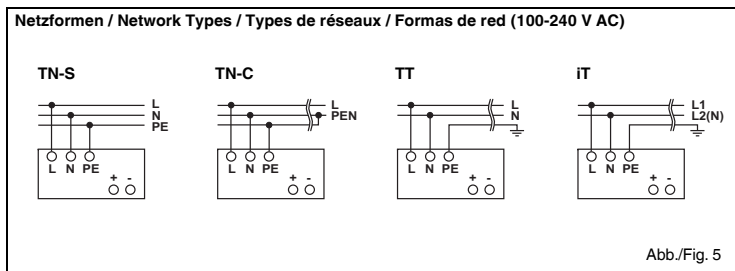 Netzformen / Network Types / Types de réseaux / Formas de red (100-240 V AC)
TN-S
TN-C
TT
iT
L
N
PE
L
PEN
L
N
L1
L2(N)
L N PE
+ -
L N PE
+ -
L N PE
+ -
L N PE
+ -
Abb./Fig. 5